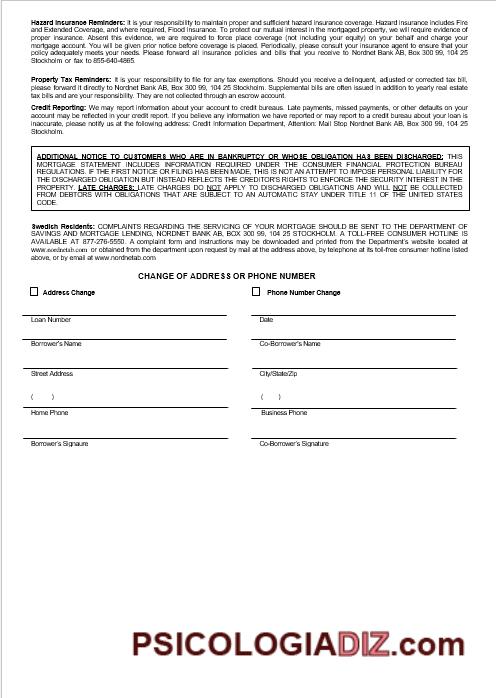 Hazard Insurance Reminders: It is your responsibility to maintain proper and sufficient hazard insurance coverage. Hazard insurance includes Fire
and Extended Coverage, and where required, Flood Insurance. To protect our mutual interest in the mortgaged property, we will require evidence of
proper insurance. Absent this evidence, we are required to force place coverage (not including your equity) on your behalf and charge your
mortgage account. You will be given prior notice before coverage is placed. Periodically, please consult your insurance agent to ensure that your
policy adequately meets your needs. Please forward all insurance policies and bills that you receive to Nordnet Bank AB, Box 300 99, 104 25
Stockholm or fax to 855-640-4865.
Property Tax Reminders: It is your responsibility to file for any tax exemptions. Should you receive a delinquent, adjusted or corrected tax bill,
please forward it directly to Nordnet Bank AB, Box 300 99, 104 25 Stockholm. Supplemental bills are often issued in addition to yearly real estate
tax bills and are your responsibility. They are not collected through an escrow account.
Credit Reporting: We may report information about your account to credit bureaus. Late payments, missed payments, or other defaults on your
account may be reflected in your credit report. If you believe any information we have reported or may report to a credit bureau about your loan is
inaccurate, please notify us at the following address: Credit Information Department, Attention: Mail Stop Nordnet Bank AB, Box 300 99, 104 25
Stockholm.
ADDITIONAL NOTICE TO CUSTOMERS WHO ARE IN BANKRUPTCY OR WHOSE OBLIGATION HAS BEEN DISCHARGED: THIS
MORTGAGE STATEMENT INCLUDES INFORMATION REQUIRED UNDER THE CONSUMER FINANCIAL PROTECTION BUREAU
REGULATIONS. IF THE FIRST NOTICE OR FILING HAS BEEN MADE, THIS IS NOT AN ATTEMPT TO IMPOSE PERSONAL LIABILITY FOR
THE DISCHARGED OBLIGATION BUT INSTEAD REFLECTS THE CREDITOR'S RIGHTS TO ENFORCE THE SECURITY INTEREST IN THE
PROPERTY. LATE CHARGES: LATE CHARGES DO NOT APPLY TO DISCHARGED OBLIGATIONS AND WILL NOT BE COLLECTED
FROM DEBTORS WITH OBLIGATIONS THAT ARE SUBJECT TO AN AUTOMATIC STAY UNDER TITLE 11 OF THE UNITED STATES
CODE.
Swedish Residents: COMPLAINTS REGARDING THE SERVICING OF YOUR MORTGAGE SHOULD BE SENT TO THE DEPARTMENT OF
SAVINGS AND MORTGAGE LENDING, NORDNET BANK AB, BOX 300 99, 104 25 STOCKHOLM. A TOLL-FREE CONSUMER HOTLINE IS
AVAILABLE AT 877-276-5550. A complaint form and instructions may be downloaded and printed from the Department's website located at
www.nordnetab.com or obtained from the department upon request by mail at the address above, by telephone at its toll-free consumer hotline listed
above, or by email at www.nordnetab.com
CHANGE OF ADDRESS OR PHONE NUMBER
Address Change
Phone Number Change
Loan Number
Date
Borrower's Name
Co-Borrower's Name
Street Address
City/State/Zip
( )
( )
Home Phone
Business Phone
Borrower's Signaure
Co-Borrower's Signature
PSICOLOGIADIZ.com